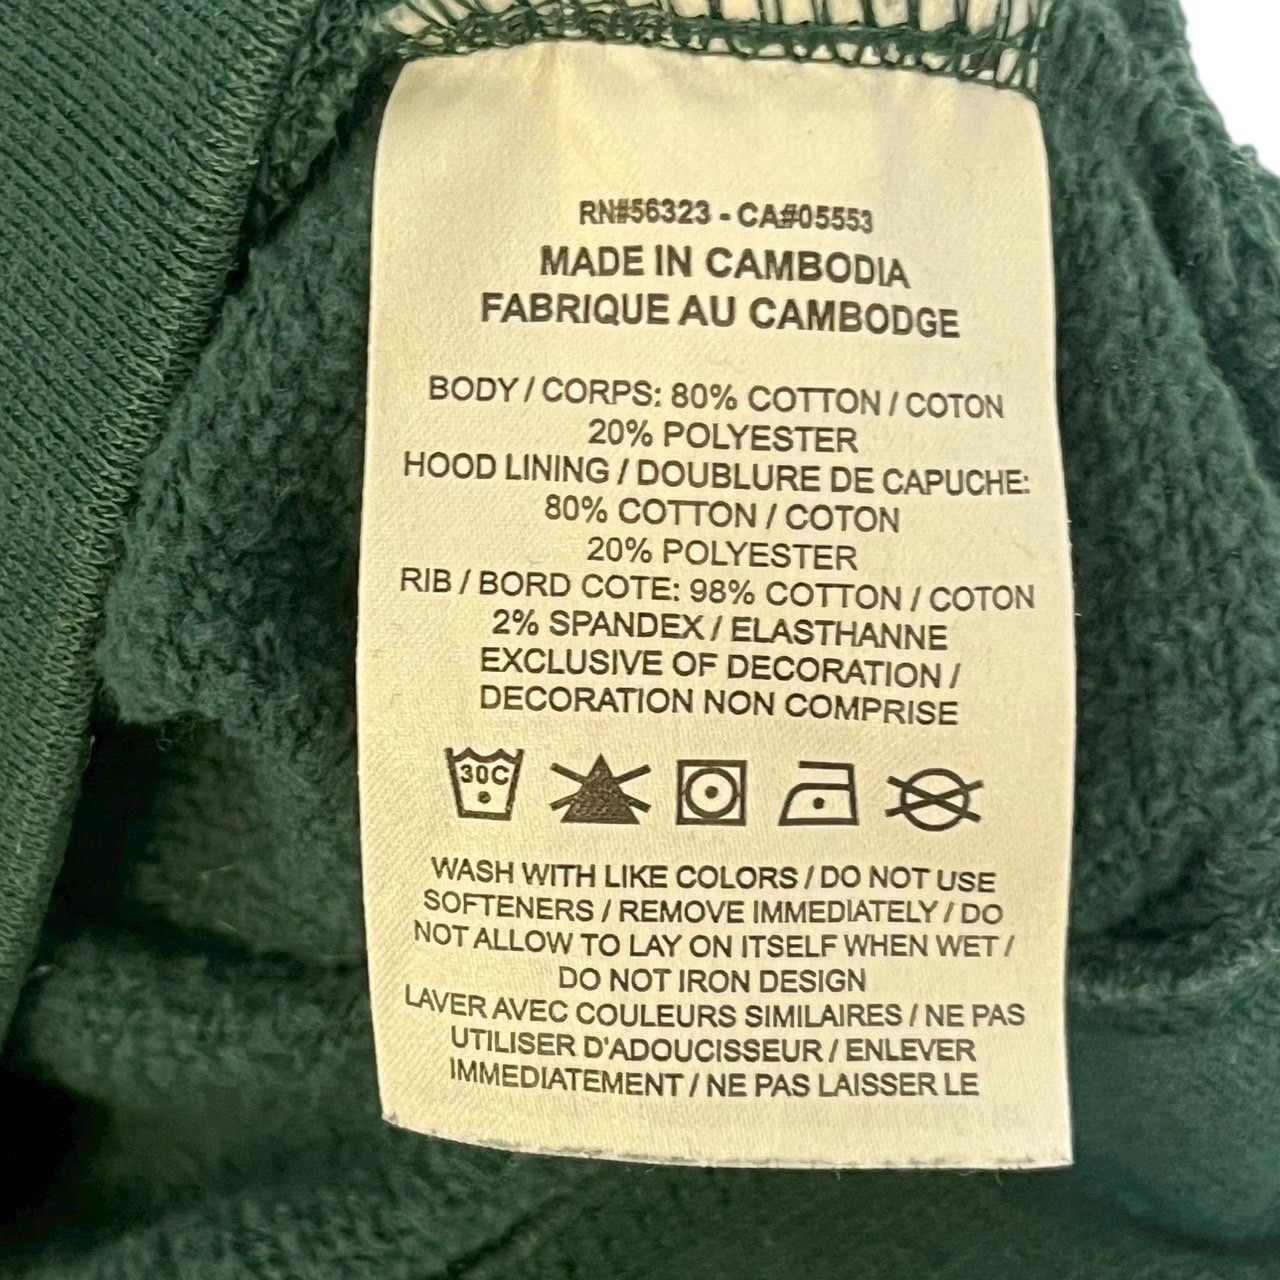 RN#56323 - CA#05553
MADE IN CAMBODIA
FABRIQUE AU CAMBODGE
BODY / CORPS: 80% COTTON / COTON
20% POLYESTER
HOOD LINING / DOUBLURE DE CAPUCHE:
80% COTTON / COTON
20% POLYESTER
RIB / BORD COTE: 98% COTTON / COTON
2% SPANDEX / ELASTHANNE
EXCLUSIVE OF DECORATION /
DECORATION NON COMPRISE
30C
WASH WITH LIKE COLORS / DO NOT USE
SOFTENERS / REMOVE IMMEDIATELY / DO
NOT ALLOW TO LAY ON ITSELF WHEN WET /
DO NOT IRON DESIGN
LAVER AVEC COULEURS SIMILAIRES / NE PAS
UTILISER D'ADOUCISSEUR / ENLEVER
IMMEDIATEMENT / NE PAS LAISSER LE